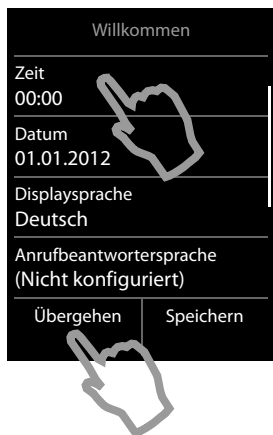 Willkommen
Zeit
00:00
Datum
01.01.2012
Displaysprache
Deutsch
Anrufbeantwortersprache
(Nicht konfiguriert)
Übergehen Speichern